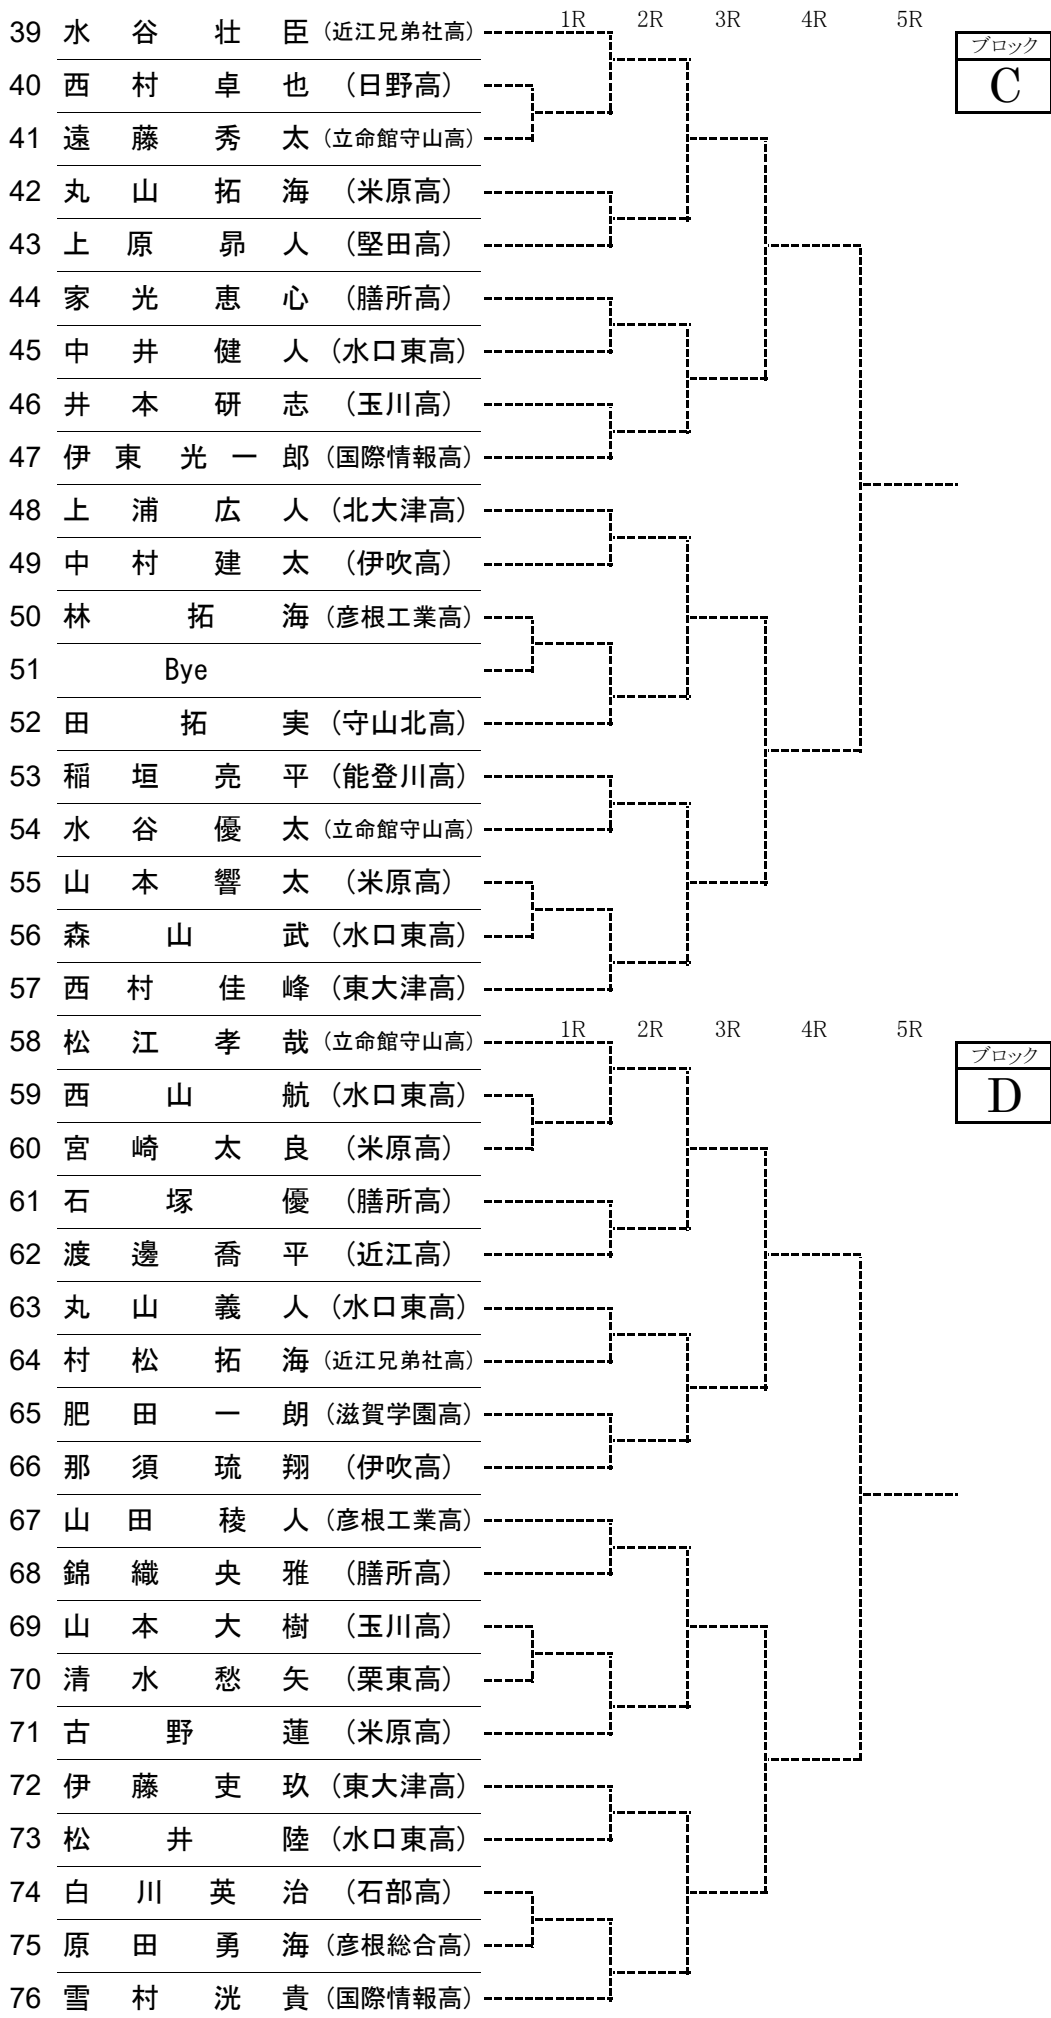 1R 2R 3R 4R 5R
ブロック
C
39 水谷 壮臣 (近江兄弟社高)
40 西村 卓也 (日野高)
41 遠藤 秀太 (立命館守山高)
42 丸山 拓海 (米原高)
43 上原 昴人 (堅田高)
44 家光 恵心 (膳所高)
45 中井 健人 (水口東高)
46 井本 研志 (玉川高)
47 伊東 光一郎 (国際情報高)
48 上浦 広人 (北大津高)
49 中村 建太 (伊吹高)
50 林 拓海 (彦根工業高)
51 Bye
52 田 拓実 (守山北高)
53 稲垣 亮平 (能登川高)
54 水谷 優太 (立命館守山高)
55 山本 響太 (米原高)
56 森山 武 (水口東高)
57 西村 佳峰 (東大津高)
1R 2R 3R 4R 5R
ブロック
D
58 松江 孝哉 (立命館守山高)
59 西山 航 (水口東高)
60 宮崎 太良 (米原高)
61 石塚 優 (膳所高)
62 渡邊 喬平 (近江高)
63 丸山 義人 (水口東高)
64 村松 拓海 (近江兄弟社高)
65 肥田 一朗 (滋賀学園高)
66 那須 琉翔 (伊吹高)
67 山田 稜人 (彦根工業高)
68 錦織 央雅 (膳所高)
69 山本 大樹 (玉川高)
70 清水 愁矢 (栗東高)
71 古野 蓮 (米原高)
72 伊藤 吏玖 (東大津高)
73 松井 陸 (水口東高)
74 白川 英治 (石部高)
75 原田 勇海 (彦根総合高)
76 雪村 洸貴 (国際情報高)